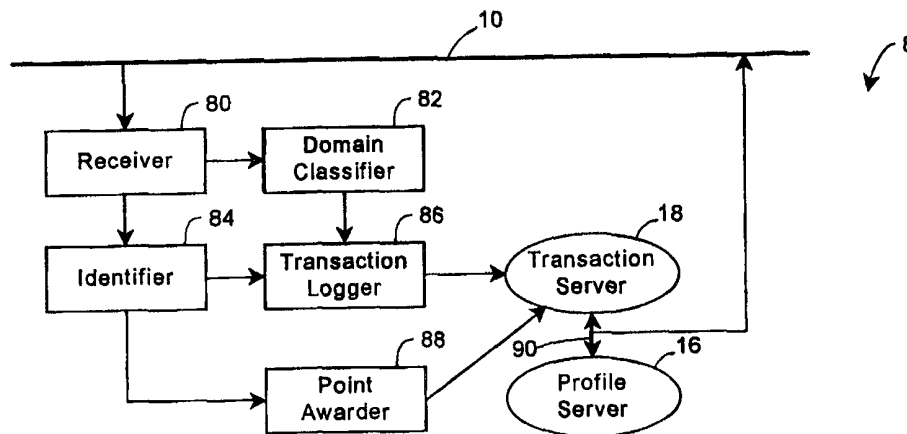 10
8
80
82
Receiver
Domain
Classifier
84
86
18
Identifier
Transaction
Logger
Transaction
Server
88
90
16
Point
Awarder
Profile
Server